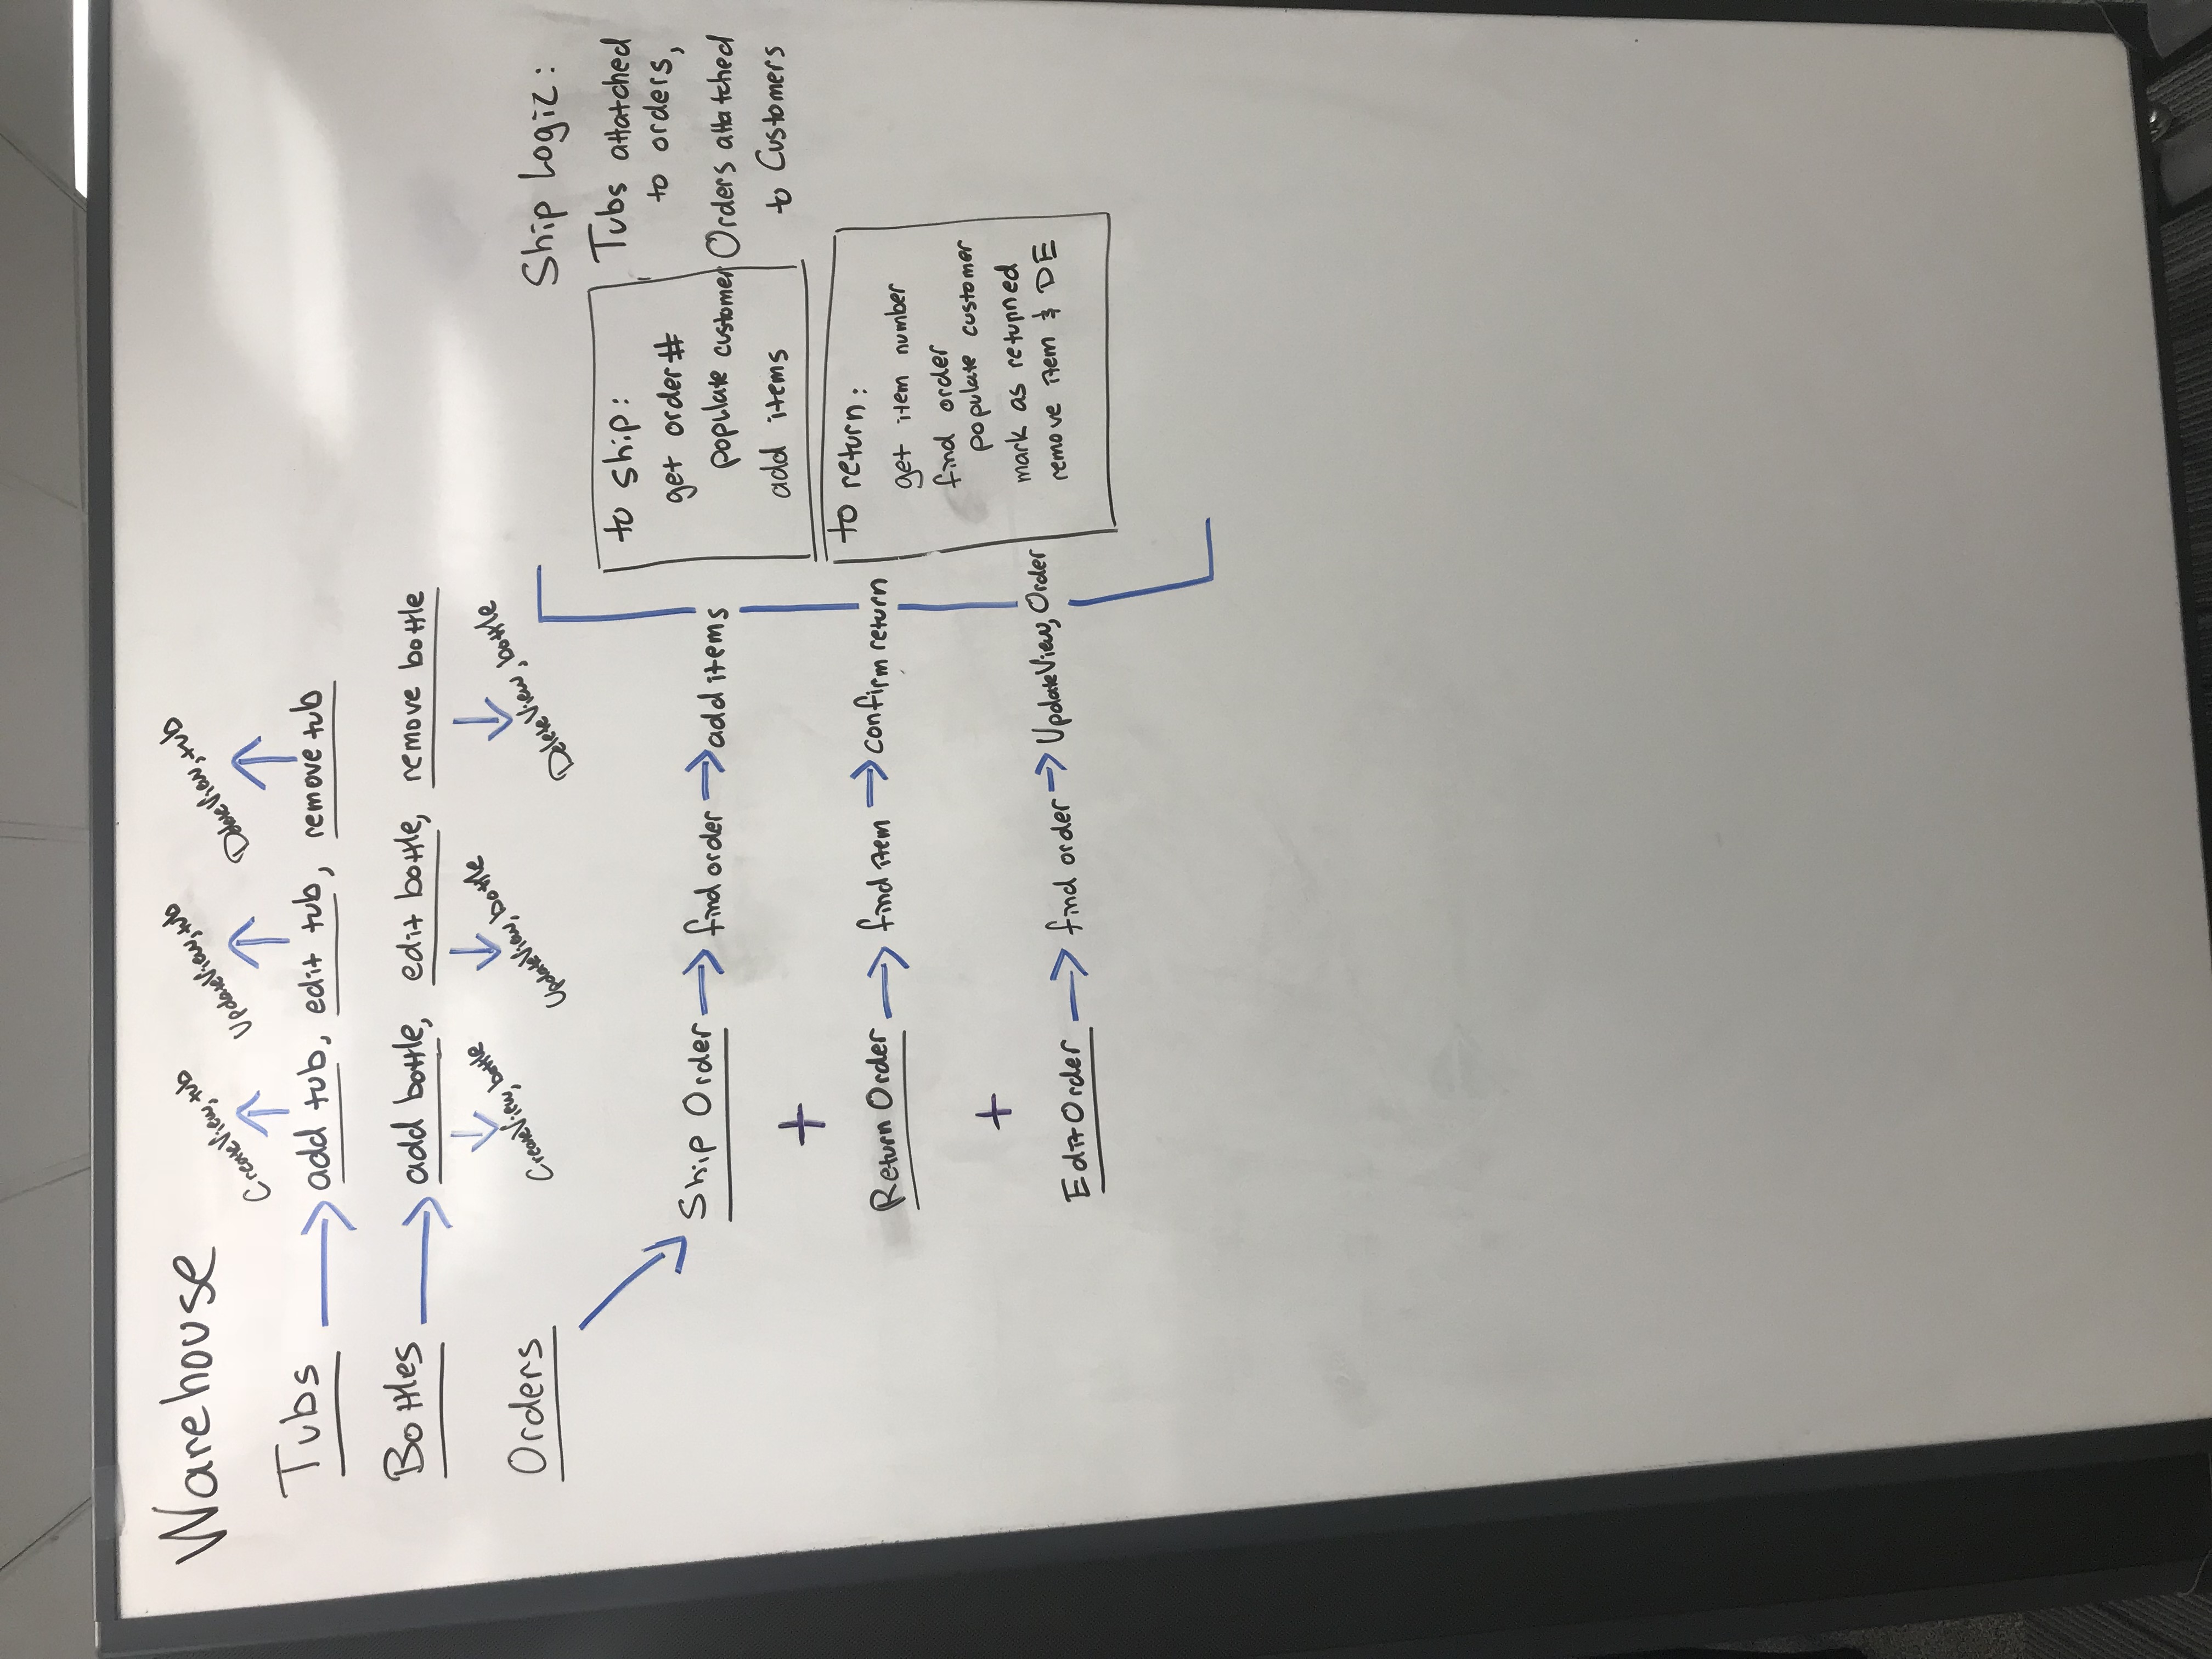 Warehouse
CreateView, tub
UpdateView, tub
DeleteView, tub
Tubs
add tub, edit tub, remove tub
Bottles
add bottle, edit bottle, remove bottle
CreateView, bottle
UpdateView, bottle
DeleteView, bottle
Orders
Ship Order
find order
add items
+
Return Order
find item
confirm return
+
Edit Order
find order
UpdateView, Order
to ship:
get order #
populate customer
add items
to return:
get item number
find order
populate customer
mark as returned
remove item & DE
Ship Logic:
Tubs attatched
to orders,
Orders attatched
to Customers